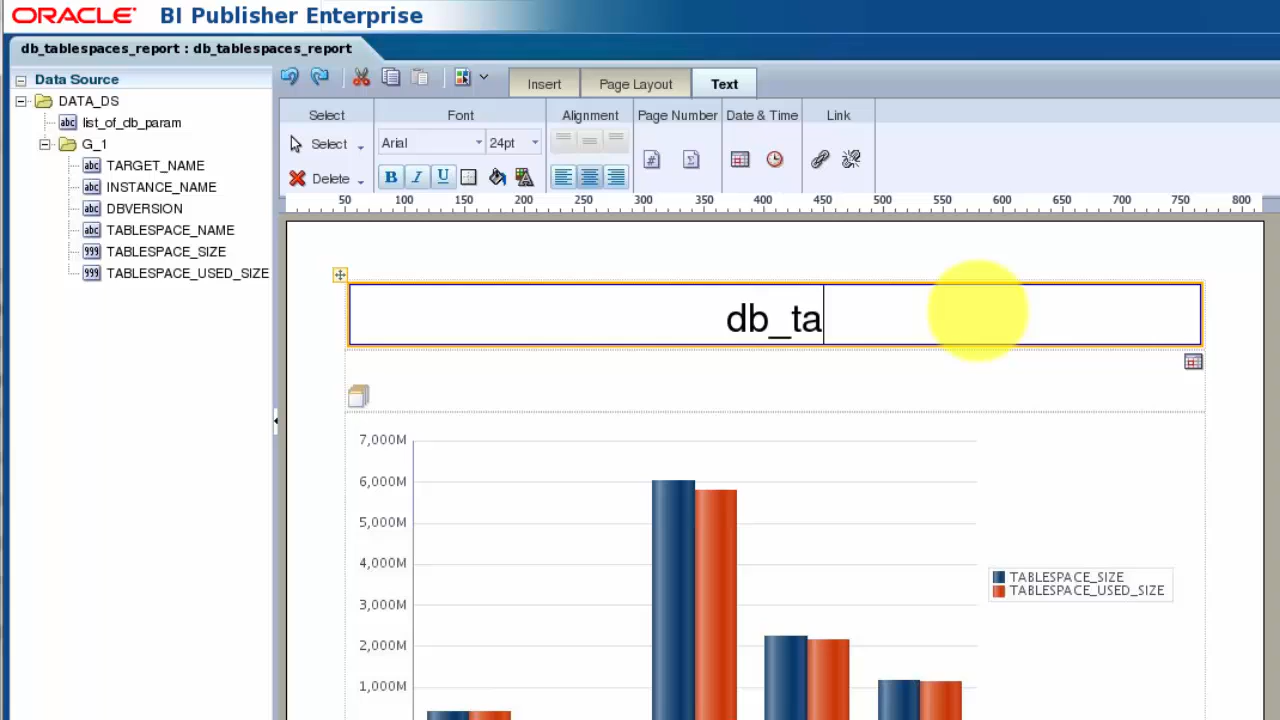 ORACLE® BI Publisher Enterprise
db_tablespaces_report : db_tablespaces_report
Data Source
DATA_DS
list_of_db_param
G_1
TARGET_NAME
INSTANCE_NAME
DBVERSION
TABLESPACE_NAME
TABLESPACE_SIZE
TABLESPACE_USED_SIZE
Insert Page Layout Text
Select Font Alignment Page Number Date & Time Link
Select Arial 24pt
Delete B I U
50 100 150 200 250 300 350 400 450 500 550 600 650 700 750 800
db_ta
7,000M
6,000M
5,000M
4,000M
3,000M
2,000M
1,000M
TABLESPACE_SIZE
TABLESPACE_USED_SIZE